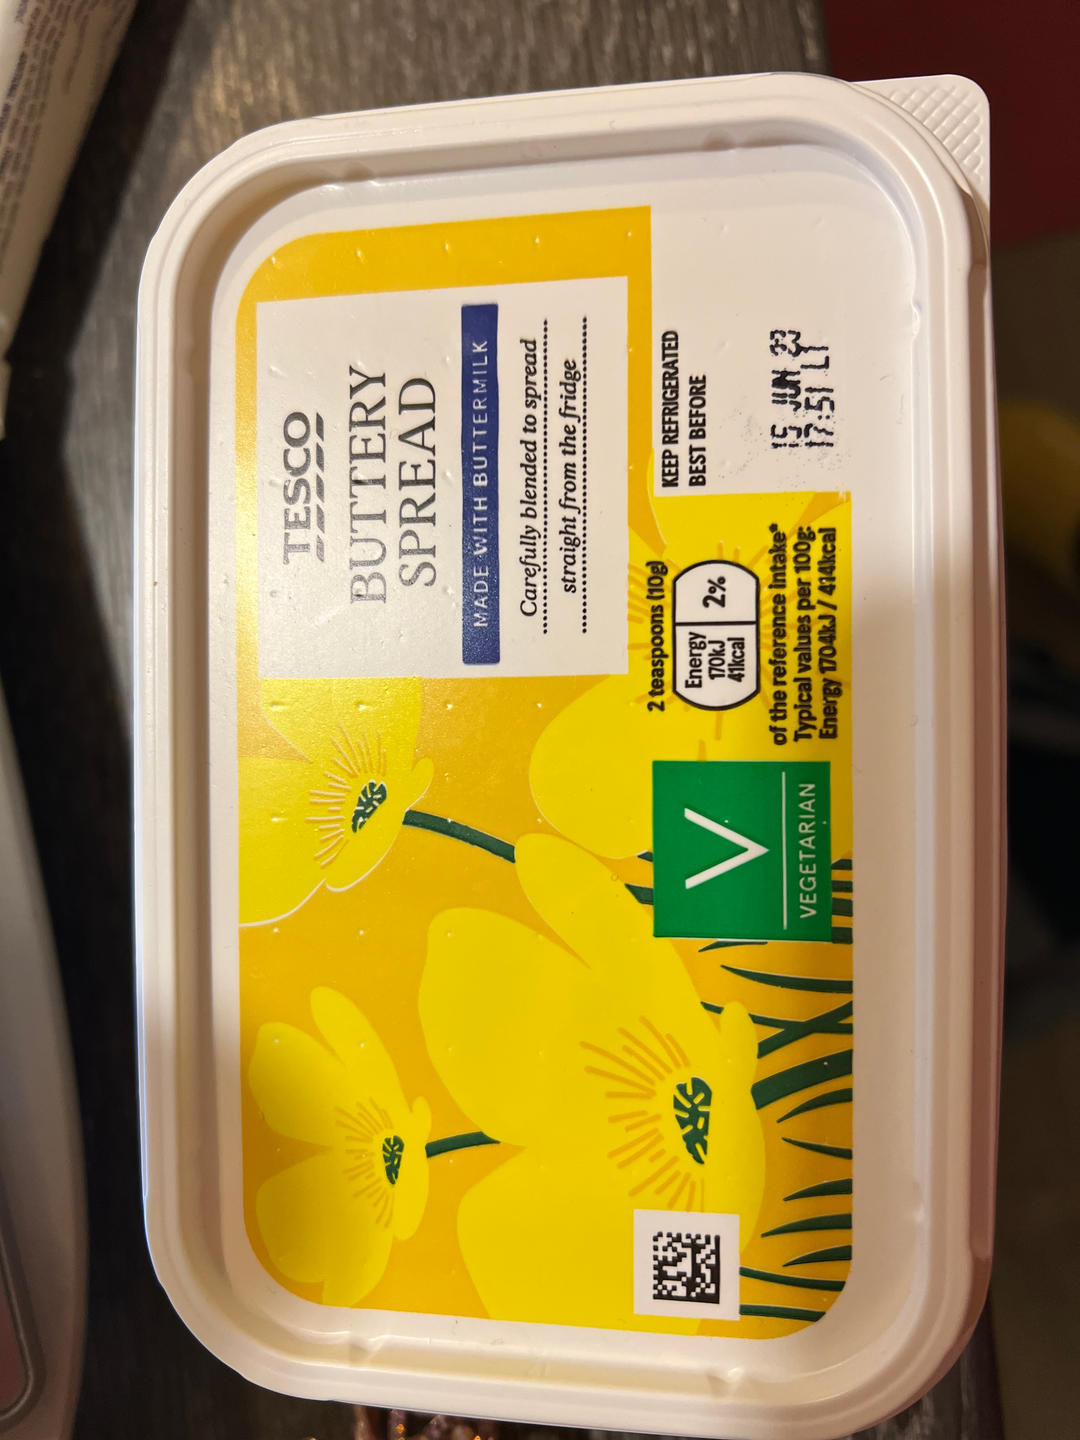 TESCO
BUTTERY
SPREAD
MADE WITH BUTTERMILK
Carefully blended to spread
straight from the fridge
KEEP REFRIGERATED
BEST BEFORE
15 JUN 23
17:51 LT
2 teaspoons (10g)
Energy
170kJ
41kcal
2%
of the reference intake*
Typical values per 100g:
Energy 1704kJ / 414kcal
V
VEGETARIAN